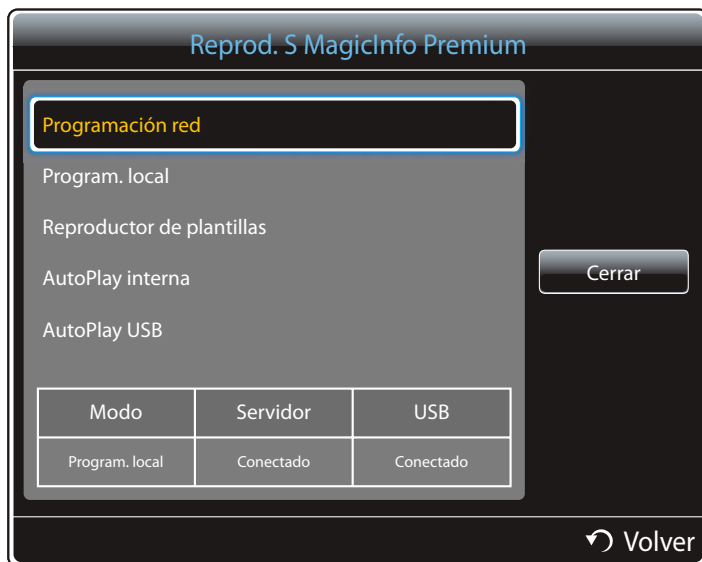 Reprod. S MagicInfo Premium
Programación red
Program. local
Reproductor de plantillas
AutoPlay interna
AutoPlay USB
Cerrar
Modo Servidor USB
Program. local Conectado Conectado
Volver